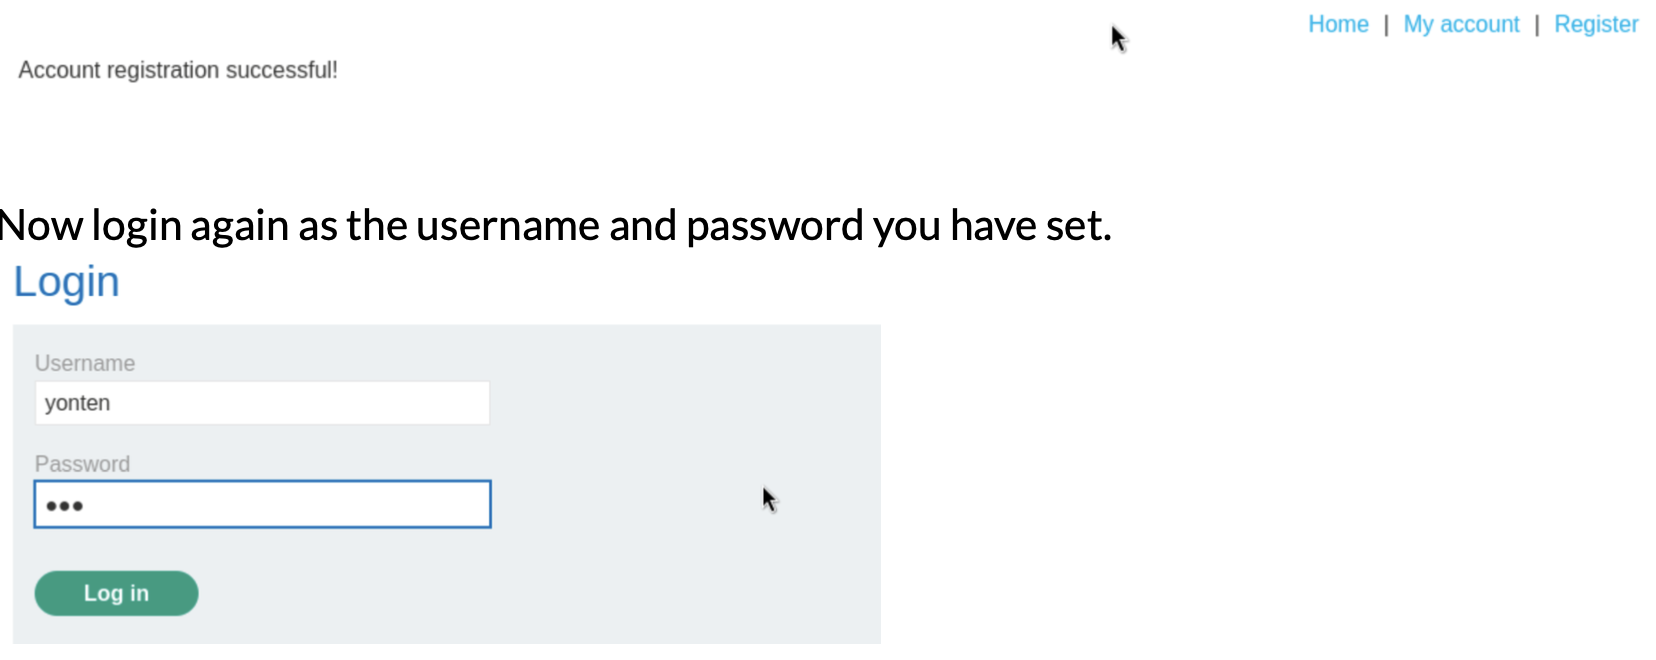 Home | My account | Register
Account registration successful!
Now login again as the username and password you have set.
Login
Username
yonten
Password
•••
Log in